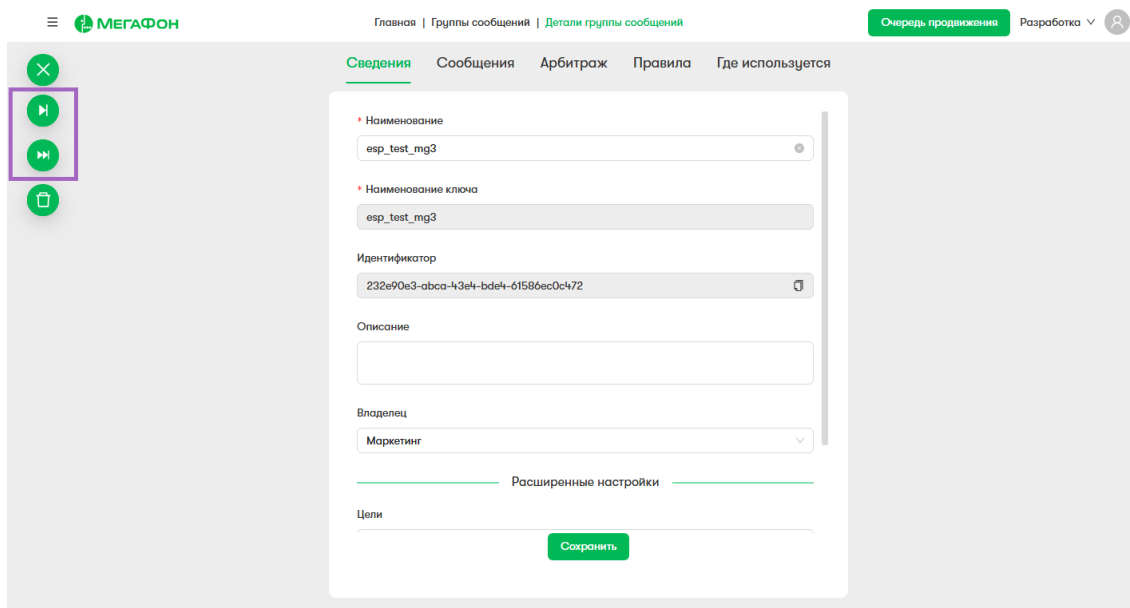 МЕГАФОН
Главная | Группы сообщений | Детали группы сообщений
Очередь продвижения
Разработка
Сведения Сообщения Арбитраж Правила Где используется
* Наименование
esp_test_mg3
* Наименование ключа
esp_test_mg3
Идентификатор
232e90e3-abca-43e4-bde4-61586ec0c472
Описание
Владелец
Маркетинг
Расширенные настройки
Цели
Сохранить